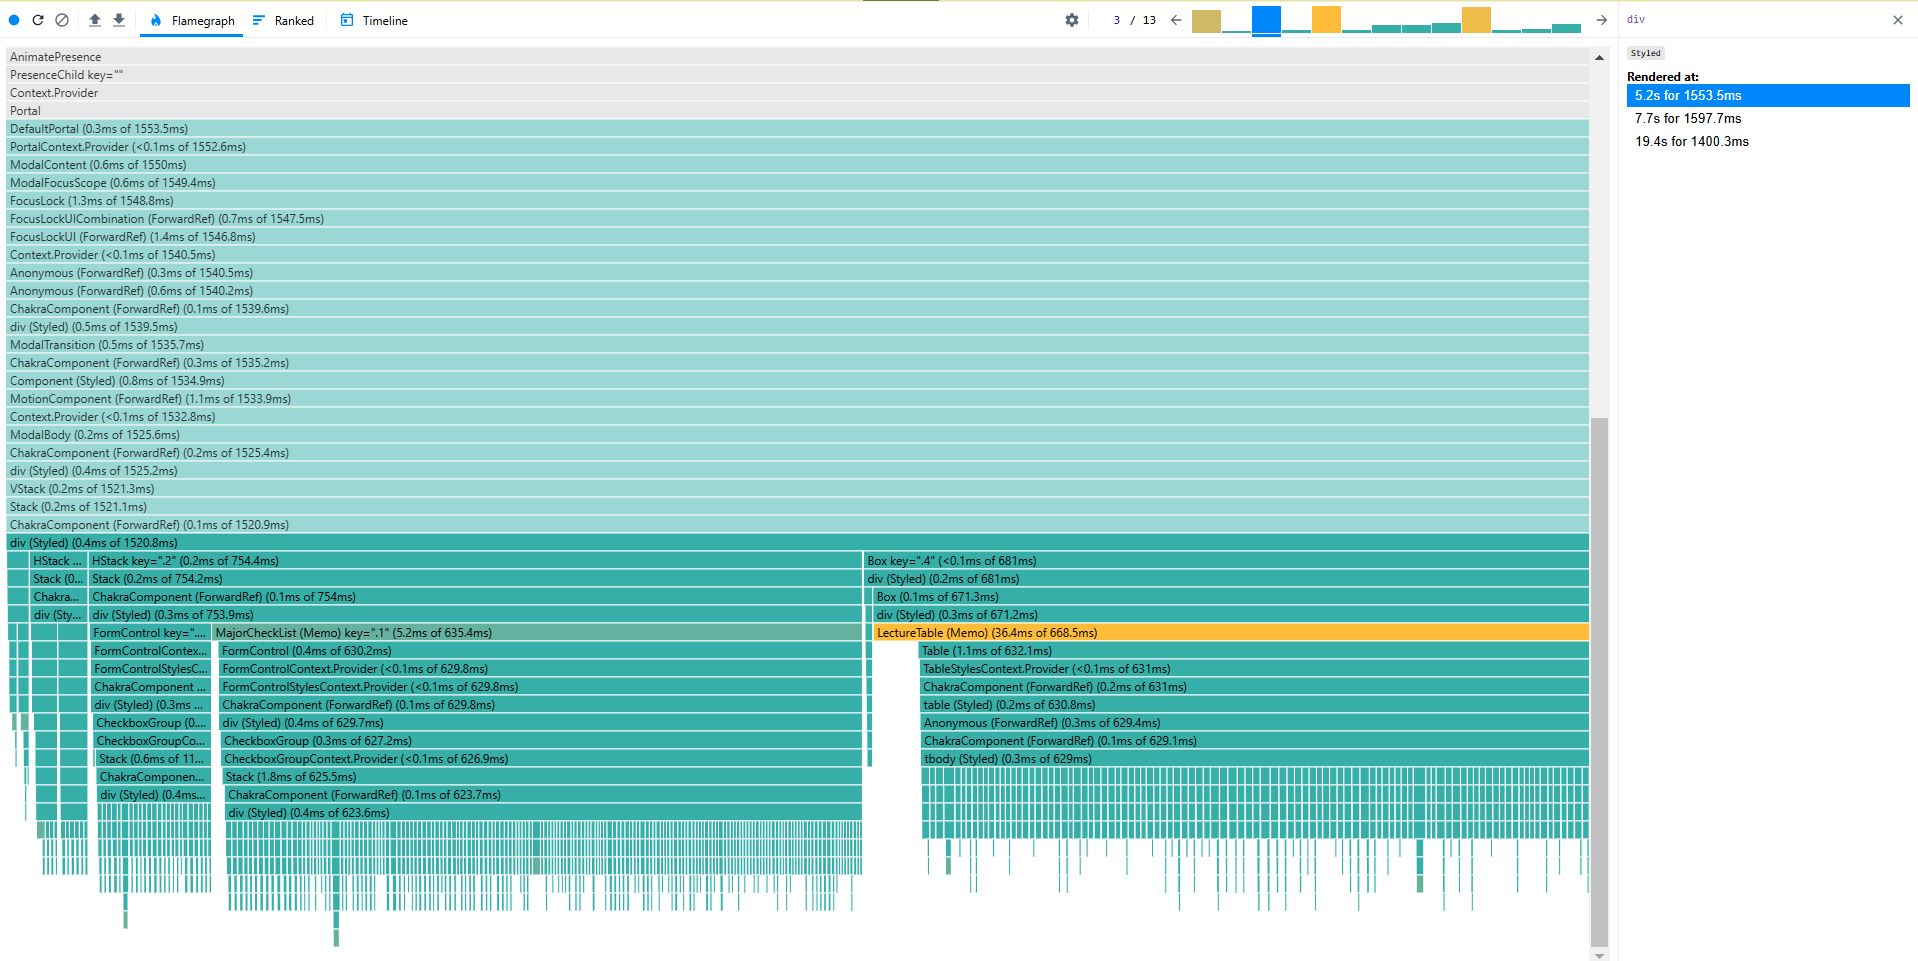 Flamegraph Ranked Timeline 3 / 13 div
Styled
Rendered at:
5.2s for 1553.5ms
7.7s for 1597.7ms
19.4s for 1400.3ms
AnimatePresence
PresenceChild key=""
Context.Provider
Portal
DefaultPortal (0.3ms of 1553.5ms)
PortalContext.Provider (<0.1ms of 1552.6ms)
ModalContent (0.6ms of 1550ms)
ModalFocusScope (0.6ms of 1549.4ms)
FocusLock (1.3ms of 1548.8ms)
FocusLockUICombination (ForwardRef) (0.7ms of 1547.5ms)
FocusLockUI (ForwardRef) (1.4ms of 1546.8ms)
Context.Provider (<0.1ms of 1540.5ms)
Anonymous (ForwardRef) (0.3ms of 1540.5ms)
Anonymous (ForwardRef) (0.6ms of 1540.2ms)
ChakraComponent (ForwardRef) (0.1ms of 1539.6ms)
div (Styled) (0.5ms of 1539.5ms)
ModalTransition (0.5ms of 1535.7ms)
ChakraComponent (ForwardRef) (0.3ms of 1535.2ms)
Component (Styled) (0.8ms of 1534.9ms)
MotionComponent (ForwardRef) (1.1ms of 1533.9ms)
Context.Provider (<0.1ms of 1532.8ms)
ModalBody (0.2ms of 1525.6ms)
ChakraComponent (ForwardRef) (0.2ms of 1525.4ms)
div (Styled) (0.4ms of 1525.2ms)
VStack (0.2ms of 1521.3ms)
Stack (0.2ms of 1521.1ms)
ChakraComponent (ForwardRef) (0.1ms of 1520.9ms)
div (Styled) (0.4ms of 1520.8ms)
HStack ... HStack key=".2" (0.2ms of 754.4ms) Box key=".4" (<0.1ms of 681ms)
Stack (0... Stack (0.2ms of 754.2ms) div (Styled) (0.2ms of 681ms)
Chakra... ChakraComponent (ForwardRef) (0.1ms of 754ms) Box (0.1ms of 671.3ms)
div (Sty... div (Styled) (0.3ms of 753.9ms) div (Styled) (0.3ms of 671.2ms)
FormControl key=".... MajorCheckList (Memo) key=".1" (5.2ms of 635.4ms) LectureTable (Memo) (36.4ms of 668.5ms)
FormControlContex... FormControl (0.4ms of 630.2ms) Table (1.1ms of 632.1ms)
FormControlStylesC... FormControlContext.Provider (<0.1ms of 629.8ms) TableStylesContext.Provider (<0.1ms of 631ms)
ChakraComponent ... FormControlStylesContext.Provider (<0.1ms of 629.8ms) ChakraComponent (ForwardRef) (0.2ms of 631ms)
div (Styled) (0.3ms ... ChakraComponent (ForwardRef) (0.1ms of 629.8ms) table (Styled) (0.2ms of 630.8ms)
CheckboxGroup (0.... div (Styled) (0.4ms of 629.7ms) Anonymous (ForwardRef) (0.3ms of 629.4ms)
CheckboxGroupCo... CheckboxGroup (0.3ms of 627.2ms) ChakraComponent (ForwardRef) (0.1ms of 629.1ms)
Stack (0.6ms of 11... CheckboxGroupContext.Provider (<0.1ms of 626.9ms) tbody (Styled) (0.3ms of 629ms)
ChakraComponen... Stack (1.8ms of 625.5ms)
div (Styled) (0.4ms... ChakraComponent (ForwardRef) (0.1ms of 623.7ms)
div (Styled) (0.4ms of 623.6ms)